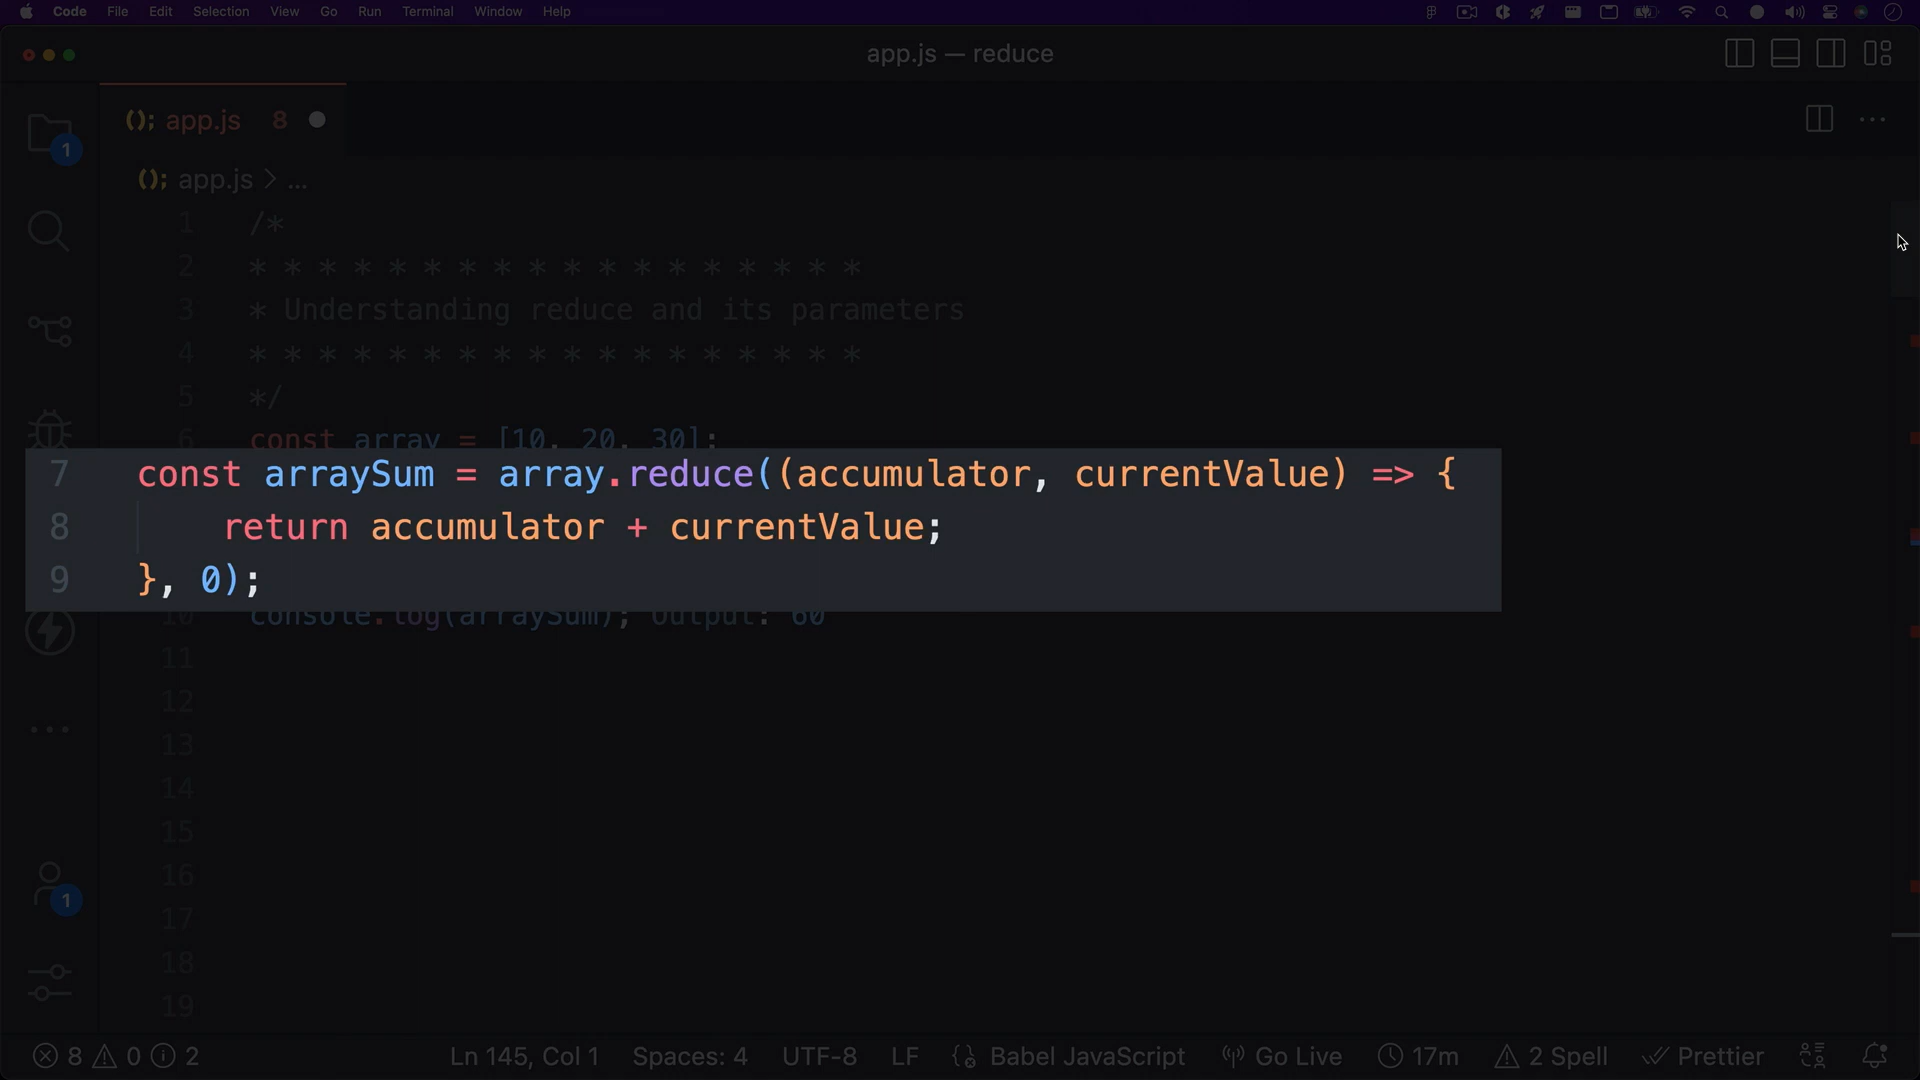 Code File Edit Selection View Go Run Terminal Window Help
app.js — reduce
(); app.js 8
(); app.js > ...
1 /*
2 * * * * * * * * * * * * * * * * * *
3 * Understanding reduce and its parameters
4 * * * * * * * * * * * * * * * * * *
5 */
6 const array = [10, 20, 30];
7 const arraySum = array.reduce((accumulator, currentValue) => {
8 return accumulator + currentValue;
9 }, 0);
10 console.log(arraySum); Output: 60
11
12
13
14
15
16
17
18
19
1
1
8 0 2 Ln 145, Col 1 Spaces: 4 UTF-8 LF Babel JavaScript Go Live 17m 2 Spell Prettier